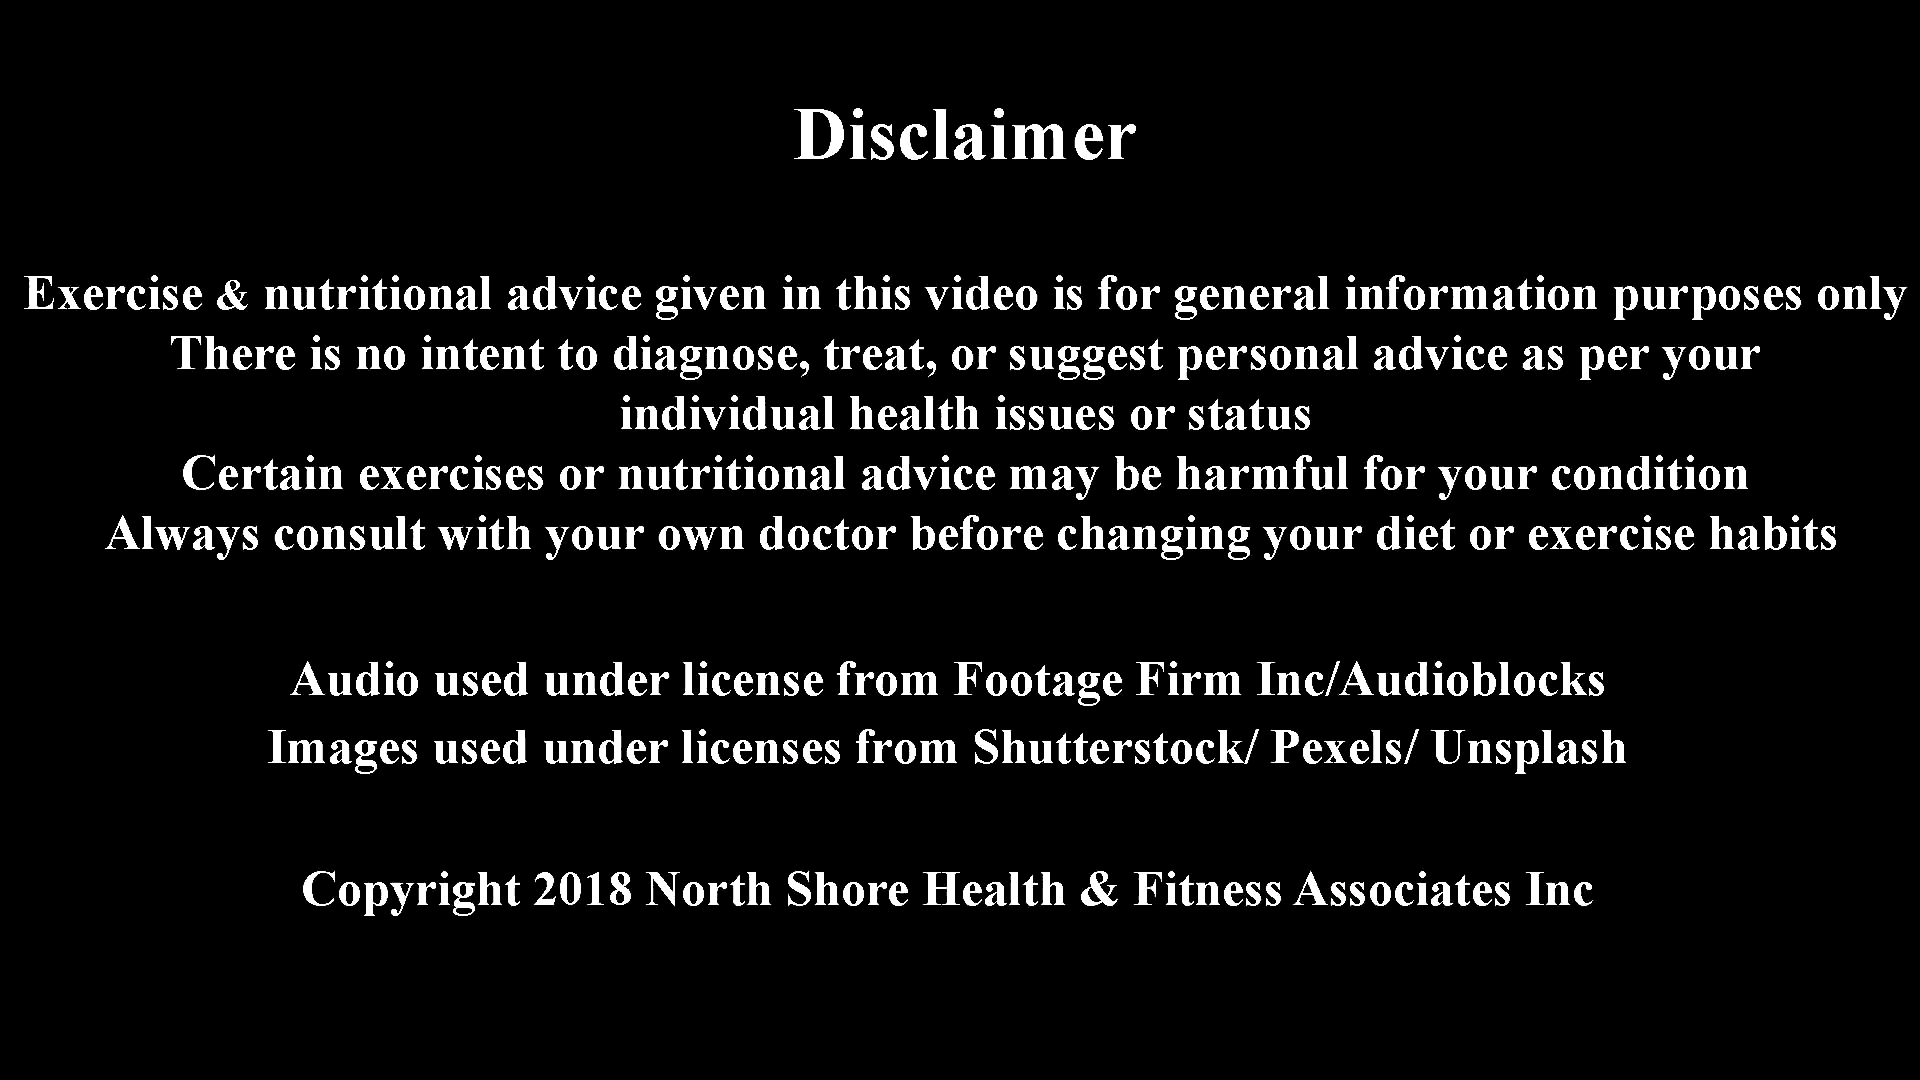 Disclaimer
Exercise & nutritional advice given in this video is for general information purposes only
There is no intent to diagnose, treat, or suggest personal advice as per your
individual health issues or status
Certain exercises or nutritional advice may be harmful for your condition
Always consult with your own doctor before changing your diet or exercise habits
Audio used under license from Footage Firm Inc/Audioblocks
Images used under licenses from Shutterstock/ Pexels/ Unsplash
Copyright 2018 North Shore Health & Fitness Associates Inc